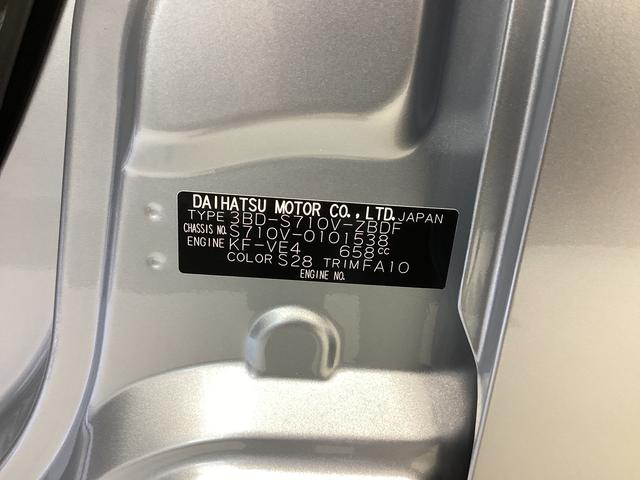 DAIHATSU MOTOR CO.,LTD. JAPAN
TYPE 3BD-S710V-ZBDF
CHASSIS NO. S710V-0101538
ENGINE KF-VE4 658cc
COLOR S28 TRIM FA10
ENGINE NO.